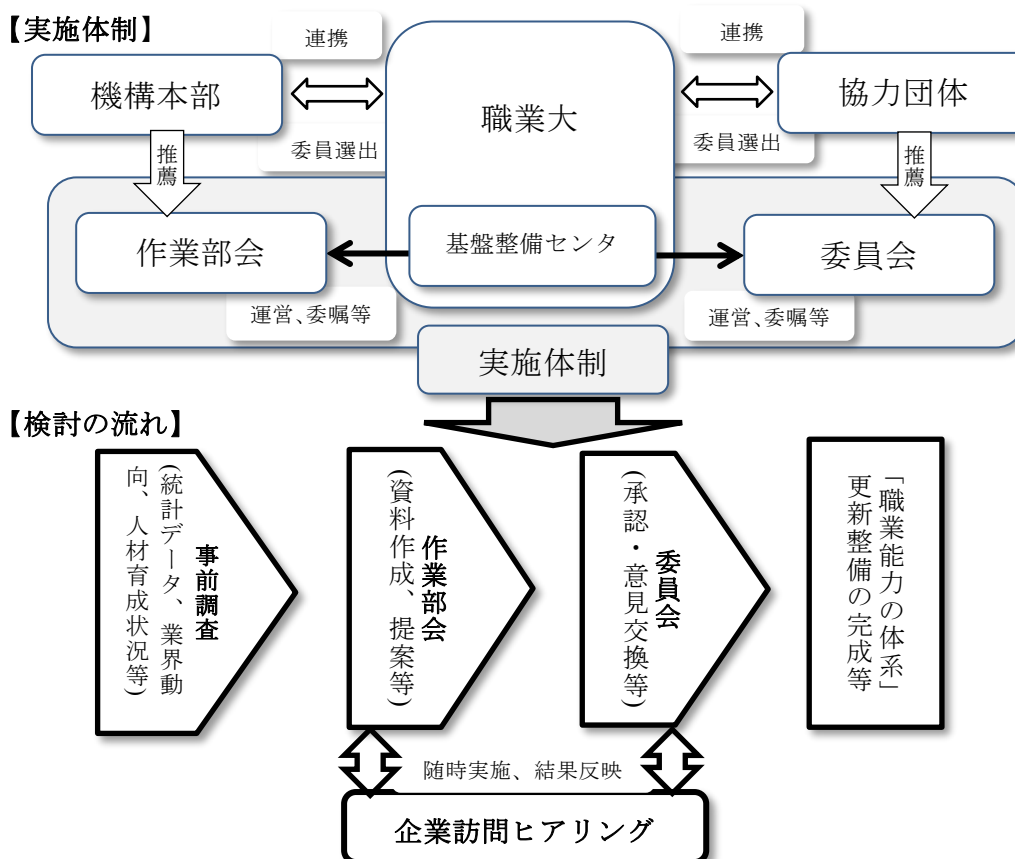 【実施体制】
連携
連携
機構本部
職業大
協力団体
委員選出
委員選出
推薦
推薦
作業部会
基盤整備センタ
委員会
運営、委嘱等
運営、委嘱等
実施体制
【検討の流れ】
事前調査
(統計データ、業界動
向、人材育成状況等)
作業部会
(資料作成、提案等)
委員会
(承認・意見交換等)
「職業能力の体系」
更新整備の完成等
随時実施、結果反映
企業訪問ヒアリング